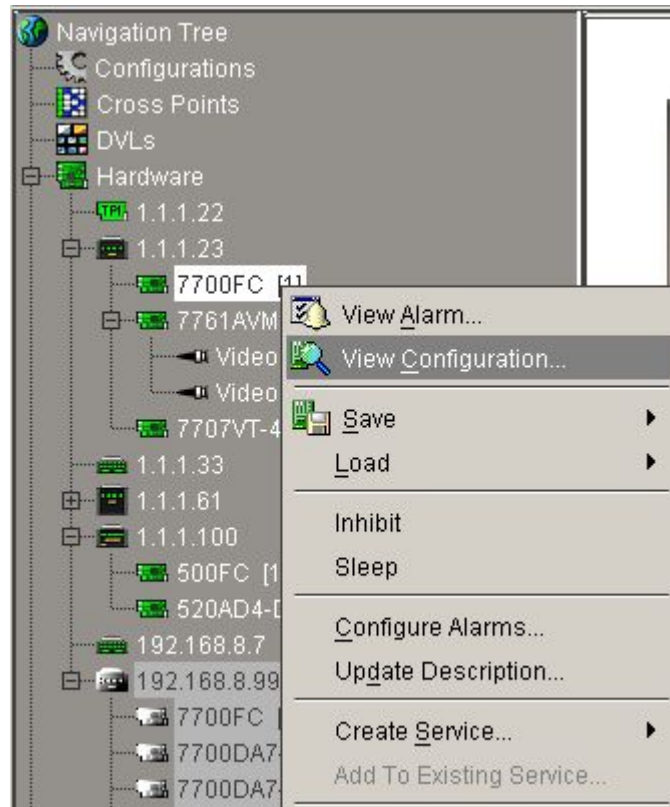 Navigation Tree
Configurations
Cross Points
DVLs
Hardware
TPI
1.1.1.22
1.1.1.23
7700FC [1]
7761AVM
Video
Video
7707VT-4
1.1.1.33
1.1.1.61
1.1.1.100
500FC [1
520AD4-D
192.168.8.7
192.168.8.99
7700FC [
7700DA7-
7700DA7-
View Alarm...
View Configuration...
Save
Load
Inhibit
Sleep
Configure Alarms...
Update Description...
Create Service...
Add To Existing Service...